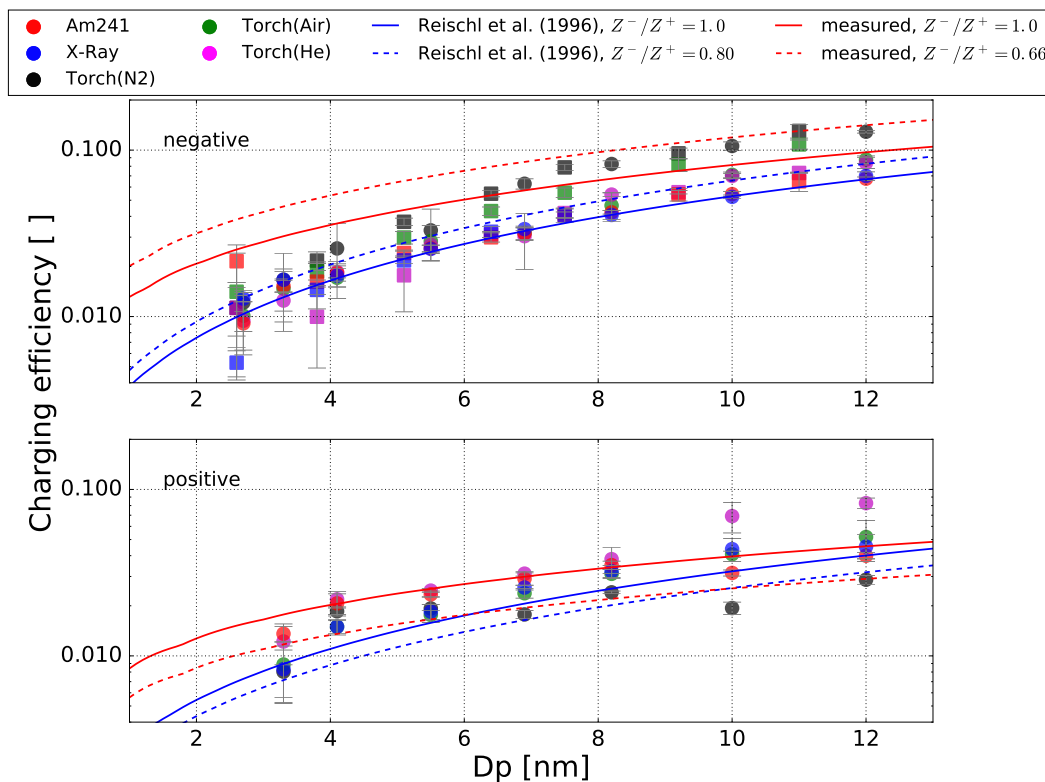 Am241
X-Ray
Torch(N2)
Torch(Air)
Torch(He)
Reischl et al. (1996), Z⁻/Z⁺=1.0
Reischl et al. (1996), Z⁻/Z⁺=0.80
measured, Z⁻/Z⁺=1.0
measured, Z⁻/Z⁺=0.66
Charging efficiency [ ]
negative
0.100
0.010
2 4 6 8 10 12
positive
0.100
0.010
2 4 6 8 10 12
Dp [nm]